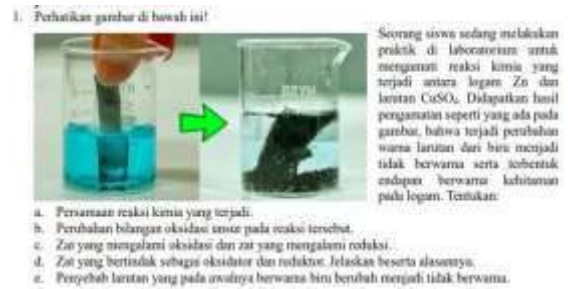 1. Perhatikan gambar di bawah ini!
Seorang siswa sedang melakukan
praktik di laboratorium untuk
mengamati reaksi kimia yang
terjadi antara logam Zn dan
larutan CuSO₄. Didapatkan hasil
pengamatan seperti yang ada pada
gambar, bahwa terjadi perubahan
warna larutan dari biru menjadi
tidak berwarna serta terbentuk
endapan berwarna kehitaman
pada logam. Tentukan:
a. Persamaan reaksi kimia yang terjadi.
b. Perubahan bilangan oksidasi unsur pada reaksi tersebut.
c. Zat yang mengalami oksidasi dan zat yang mengalami reduksi.
d. Zat yang bertindak sebagai oksidator dan reduktor. Jelaskan beserta alasannya.
e. Penyebab larutan yang pada awalnya berwarna biru berubah menjadi tidak berwarna.